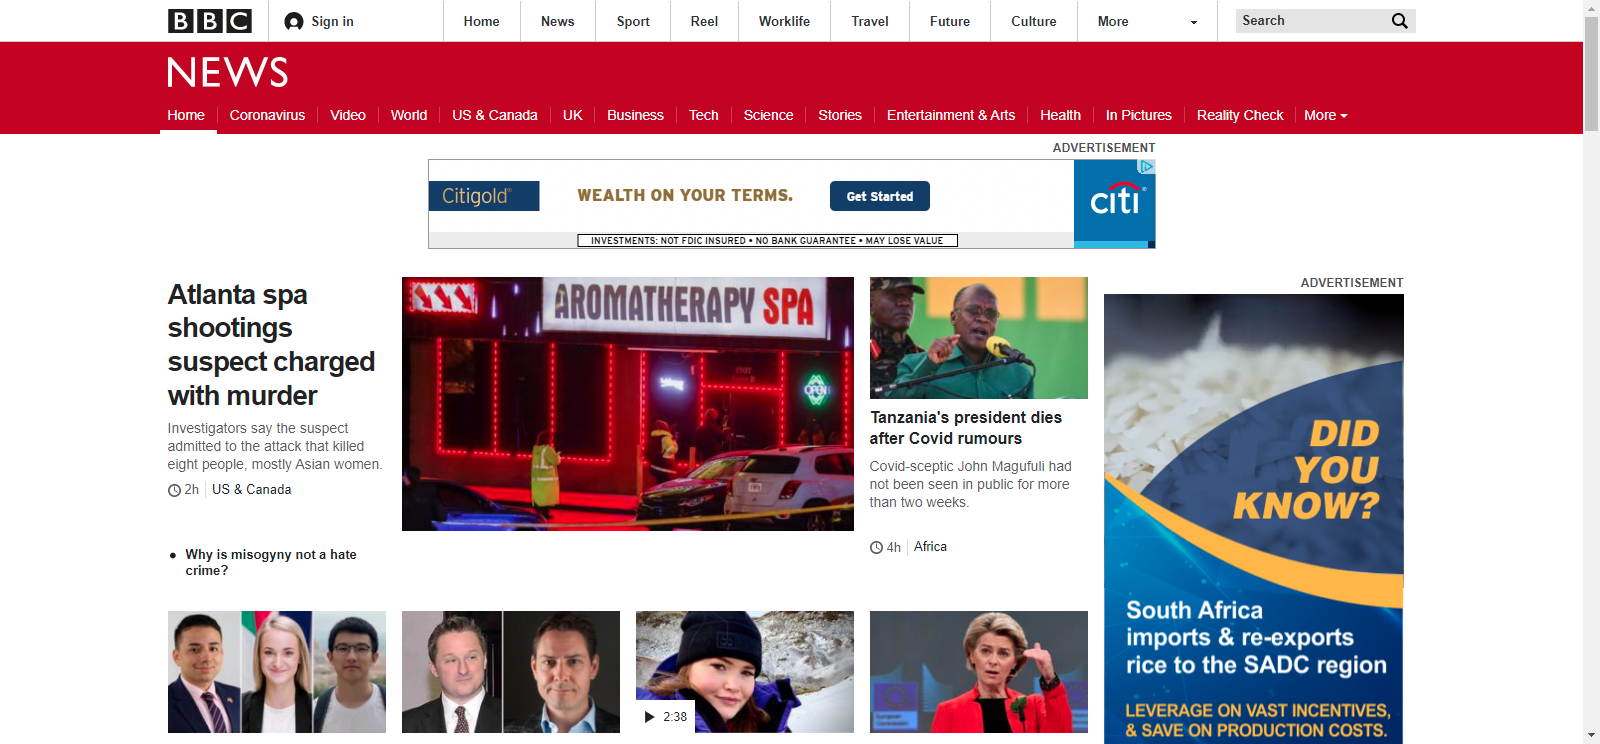 BBC
Sign in
Home
News
Sport
Reel
Worklife
Travel
Future
Culture
More
Search
NEWS
Home
Coronavirus
Video
World
US & Canada
UK
Business
Tech
Science
Stories
Entertainment & Arts
Health
In Pictures
Reality Check
More
ADVERTISEMENT
Citigold®
WEALTH ON YOUR TERMS.
Get Started
citi®
INVESTMENTS: NOT FDIC INSURED • NO BANK GUARANTEE • MAY LOSE VALUE
Atlanta spa
shootings
suspect charged
with murder
Investigators say the suspect
admitted to the attack that killed
eight people, mostly Asian women.
2h
US & Canada
Why is misogyny not a hate
crime?
AROMATHERAPY SPA
OPEN
Tanzania's president dies
after Covid rumours
Covid-sceptic John Magufuli had
not been seen in public for more
than two weeks.
4h
Africa
2:38
ADVERTISEMENT
DID
YOU
KNOW?
South Africa
imports & re-exports
rice to the SADC region
LEVERAGE ON VAST INCENTIVES,
& SAVE ON PRODUCTION COSTS.